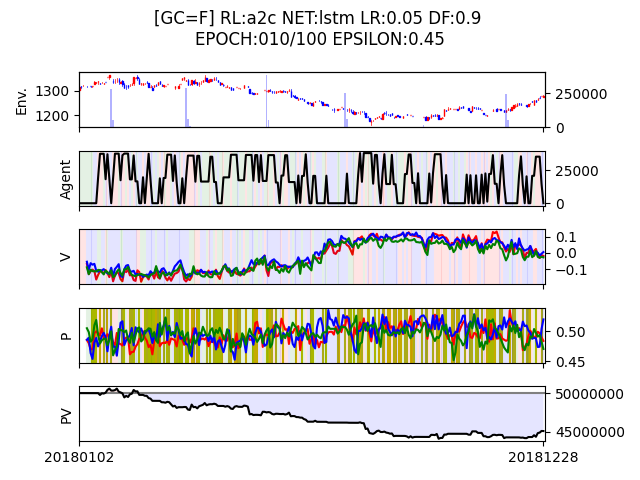 [GC=F] RL:a2c NET:lstm LR:0.05 DF:0.9
EPOCH:010/100 EPSILON:0.45
Env.
1300
1200
250000
0
Agent
25000
0
V
0.1
0.0
−0.1
P
0.50
0.45
PV
50000000
45000000
20180102
20181228